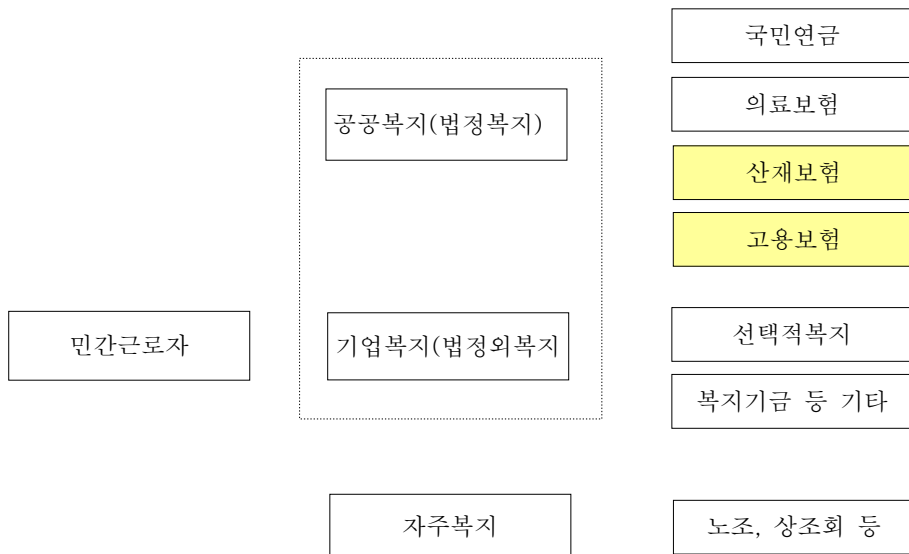 국민연금
의료보험
공공복지(법정복지)
산재보험
고용보험
민간근로자
기업복지(법정외복지
선택적복지
복지기금 등 기타
자주복지
노조, 상조회 등